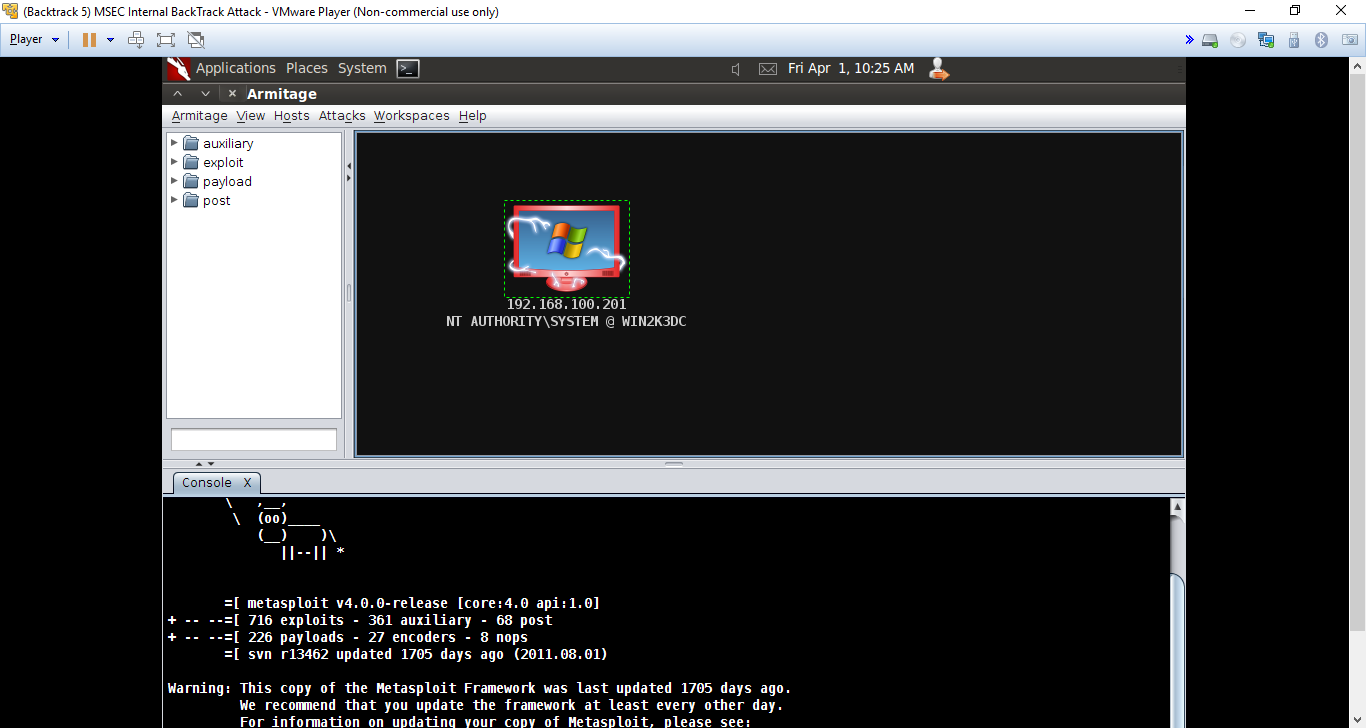 (Backtrack 5) MSEC Internal BackTrack Attack - VMware Player (Non-commercial use only)
Player
Applications Places System Fri Apr 1, 10:25 AM
Armitage
Armitage View Hosts Attacks Workspaces Help
auxiliary
exploit
payload
post
192.168.100.201
NT AUTHORITY\SYSTEM @ WIN2K3DC
Console X
\ ,__,
\ (oo)____
(__) )\
||--|| *
=[ metasploit v4.0.0-release [core:4.0 api:1.0]
+ -- --=[ 716 exploits - 361 auxiliary - 68 post
+ -- --=[ 226 payloads - 27 encoders - 8 nops
=[ svn r13462 updated 1705 days ago (2011.08.01)
Warning: This copy of the Metasploit Framework was last updated 1705 days ago.
We recommend that you update the framework at least every other day.
For information on updating your copy of Metasploit, please see: